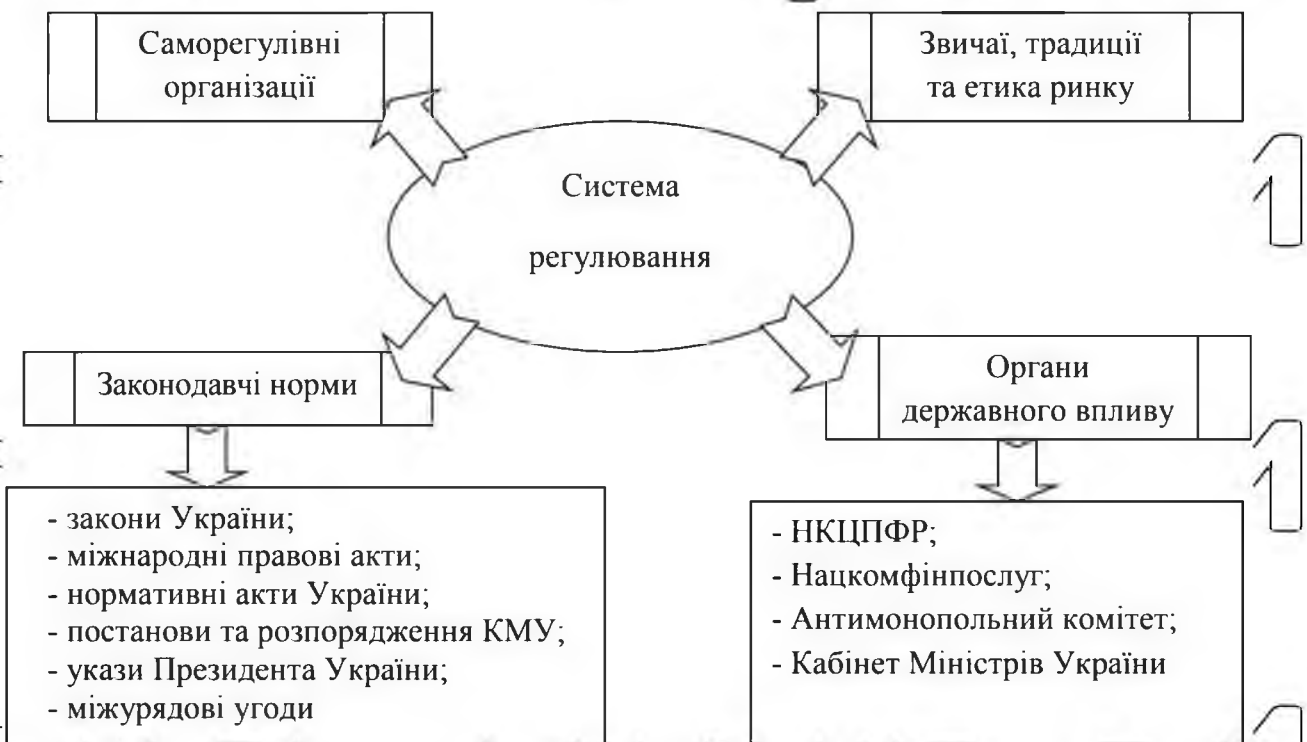 Саморегулівні
організації
Звичаї, традиції
та етика ринку
Система
регулювання
Законодавчі норми
Органи
державного впливу
- закони України;
- міжнародні правові акти;
- нормативні акти України;
- постанови та розпорядження КМУ;
- укази Президента України;
- міжурядові угоди
- НКЦПФР;
- Нацкомфінпослуг;
- Антимонопольний комітет;
- Кабінет Міністрів України